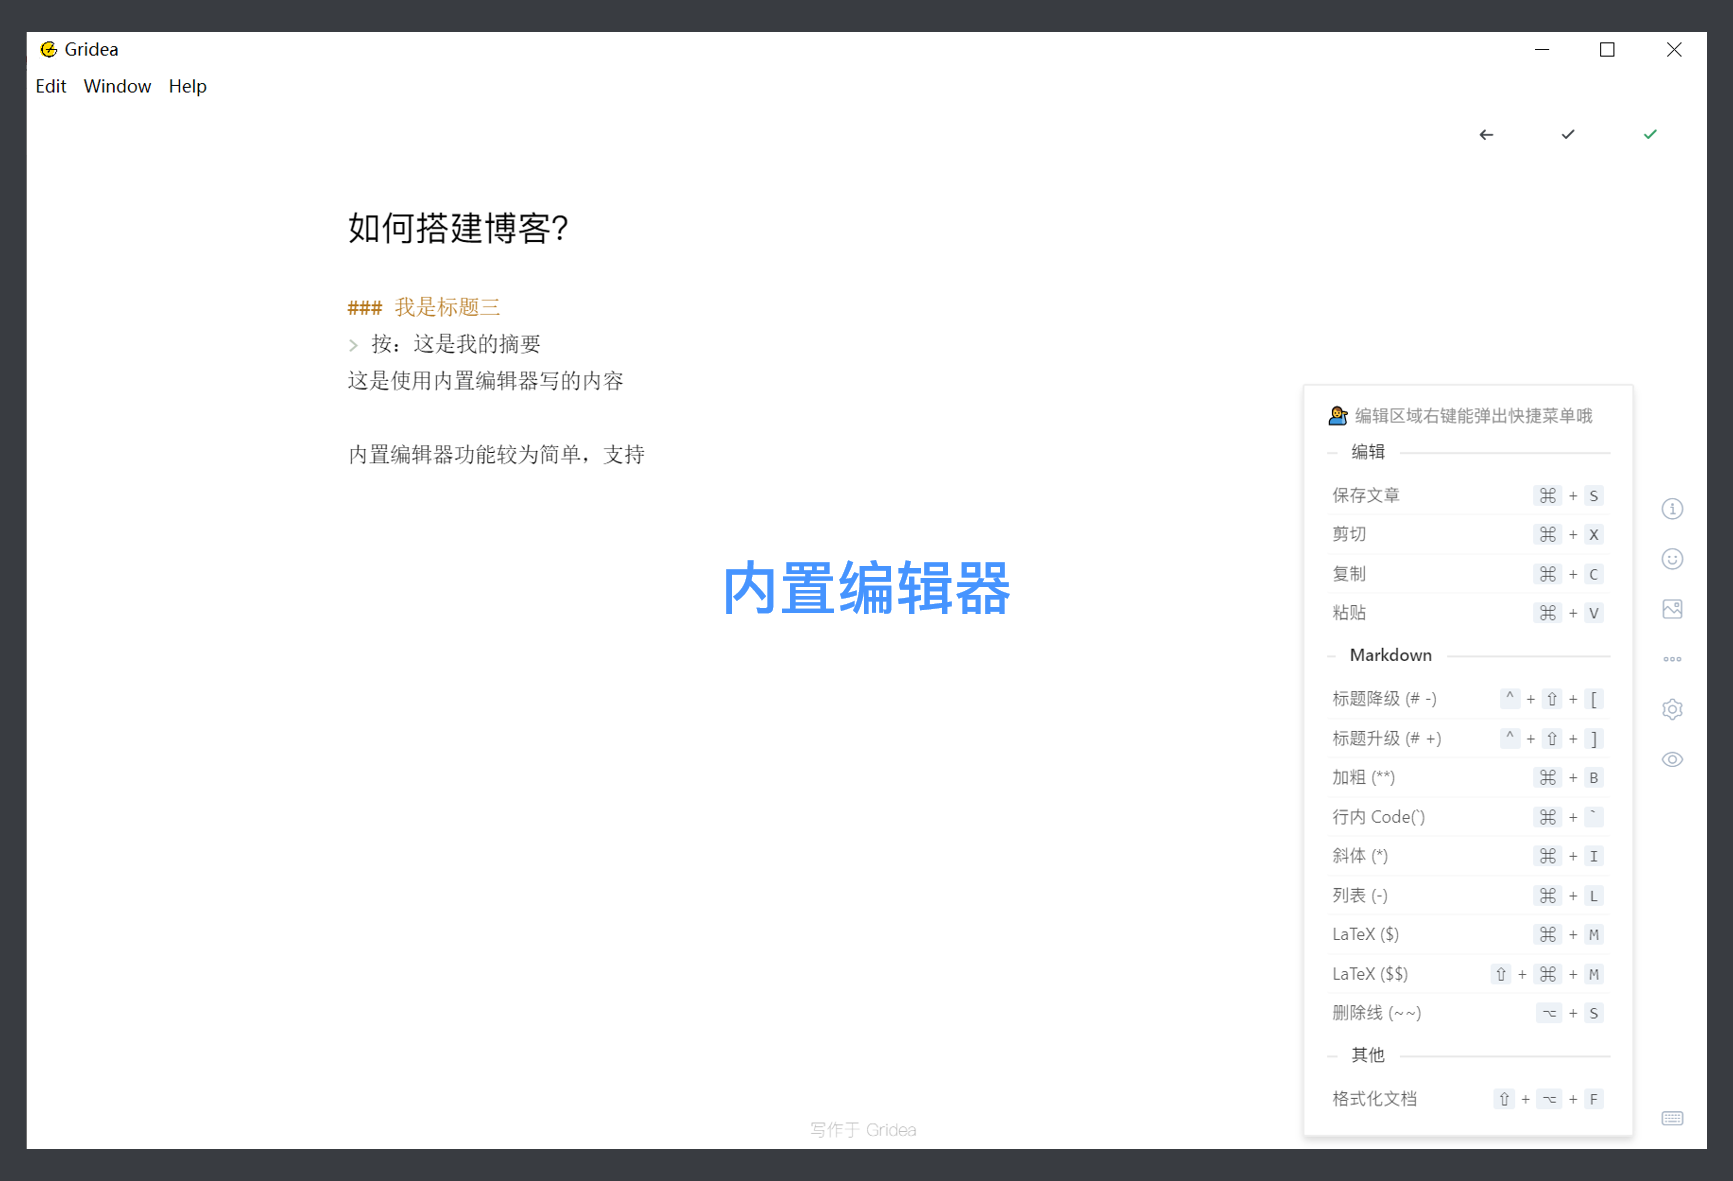 Gridea
Edit Window Help
如何搭建博客?
### 我是标题三
> 按：这是我的摘要
这是使用内置编辑器写的内容
内置编辑器功能较为简单，支持
内置编辑器
编辑区域右键能弹出快捷菜单哦
编辑
保存文章 ⌘ + S
剪切 ⌘ + X
复制 ⌘ + C
粘贴 ⌘ + V
Markdown
标题降级 (# -) ^ + ⇧ + [
标题升级 (# +) ^ + ⇧ + ]
加粗 (**) ⌘ + B
行内 Code(`) ⌘ + `
斜体 (*) ⌘ + I
列表 (-) ⌘ + L
LaTeX ($) ⌘ + M
LaTeX ($$) ⇧ + ⌘ + M
删除线 (~~) ⌥ + S
其他
格式化文档 ⇧ + ⌥ + F
写作于 Gridea